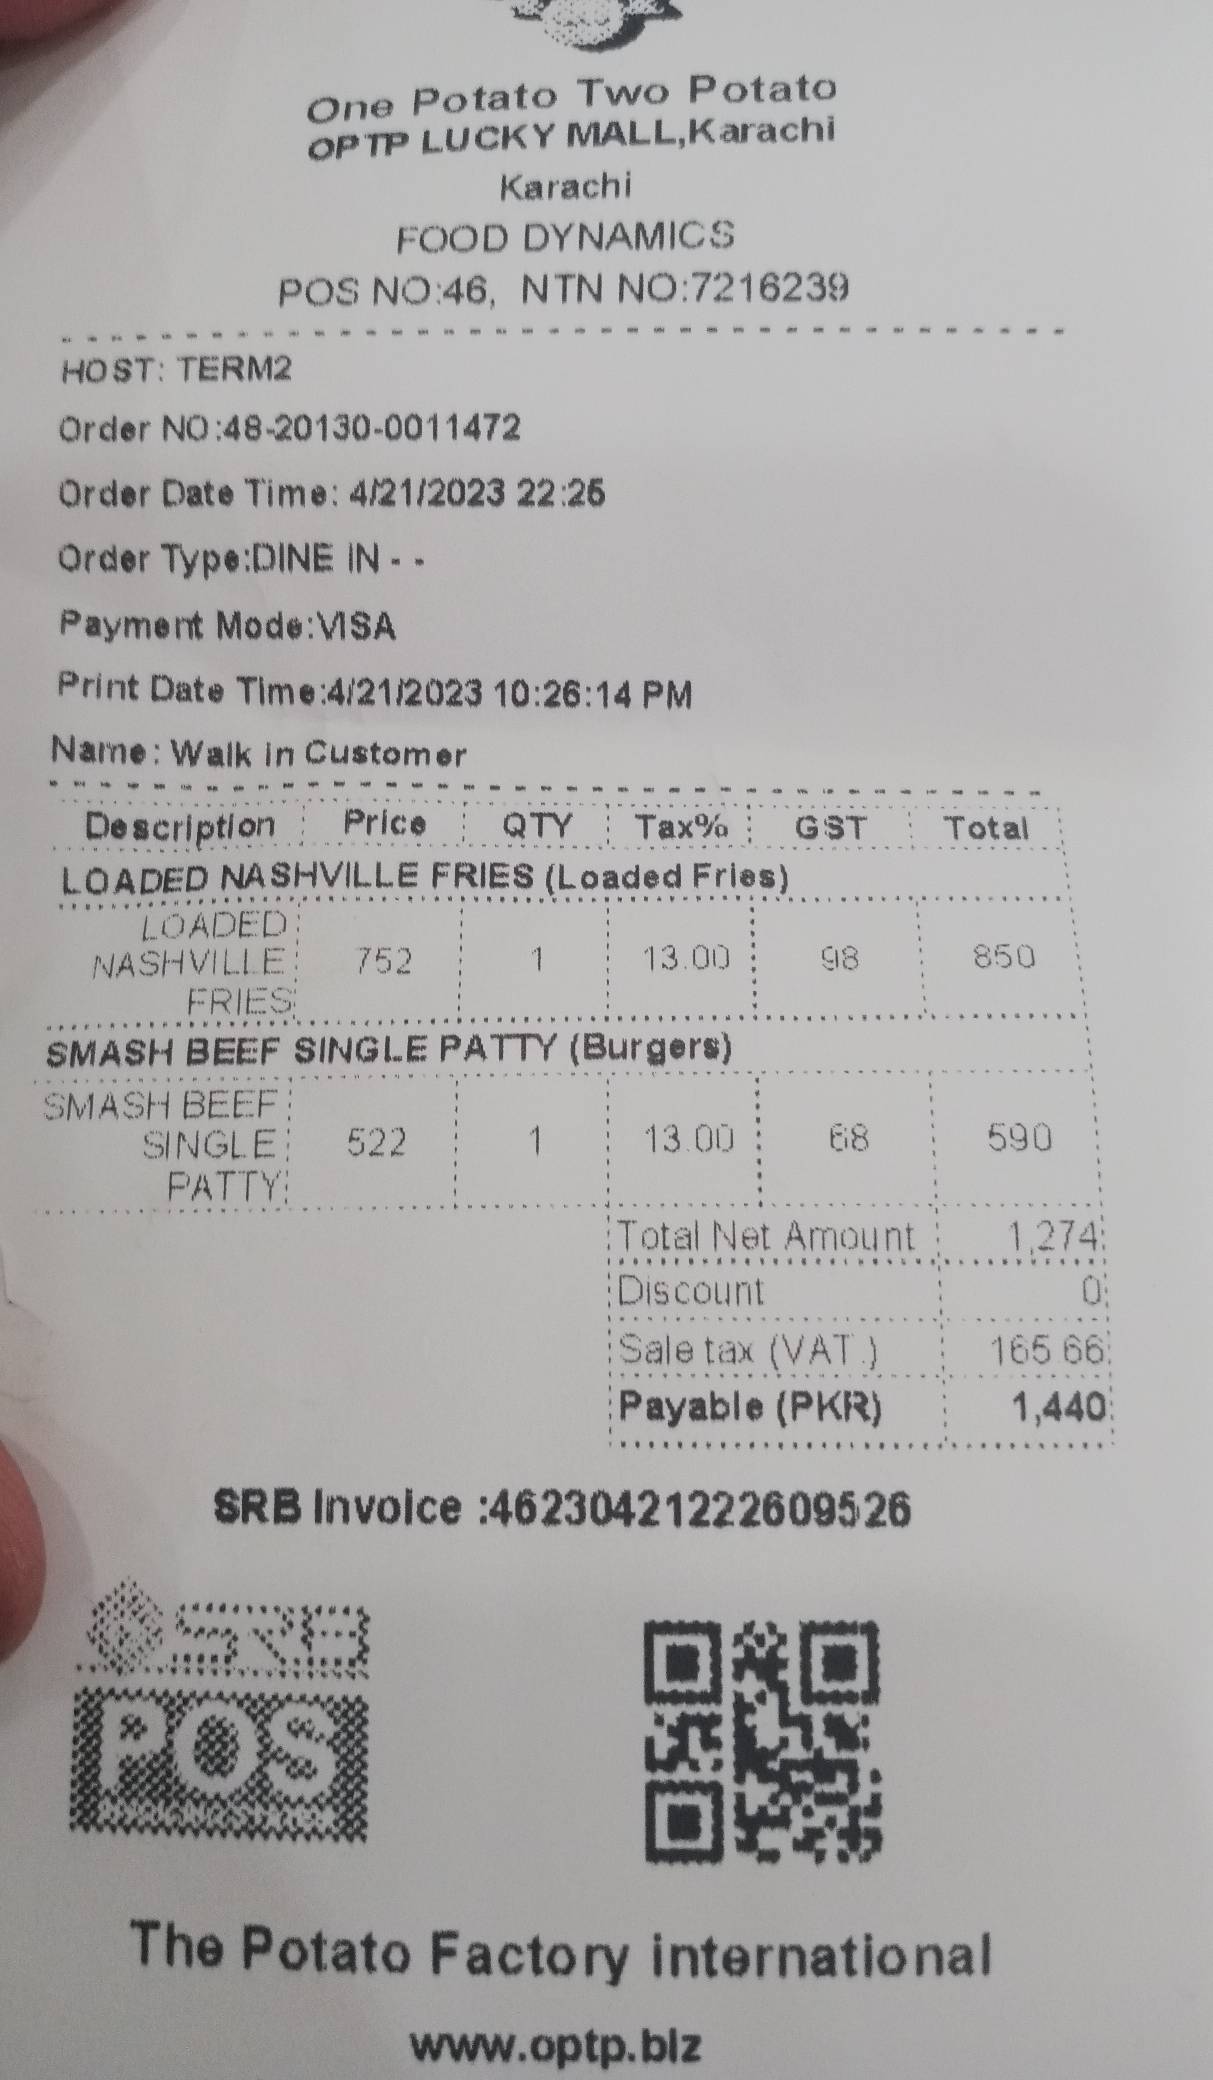 One Potato Two Potato
OPTP LUCKY MALL,Karachi
Karachi
FOOD DYNAMICS
POS NO:46, NTN NO:7216239
HOST: TERM2
Order NO:48-20130-0011472
Order Date Time: 4/21/2023 22:25
Order Type:DINE IN - -
Payment Mode:VISA
Print Date Time:4/21/2023 10:26:14 PM
Name: Walk in Customer
Description Price QTY Tax% GST Total
LOADED NASHVILLE FRIES (Loaded Fries)
LOADED
NASHVILLE 752 1 13.00 98 850
FRIES
SMASH BEEF SINGLE PATTY (Burgers)
SMASH BEEF
SINGLE 522 1 13.00 68 590
PATTY
Total Net Amount 1,274
Discount 0
Sale tax (VAT.) 165.66
Payable (PKR) 1,440
SRB Invoice :46230421222609526
SRB
POS
The Potato Factory international
www.optp.biz